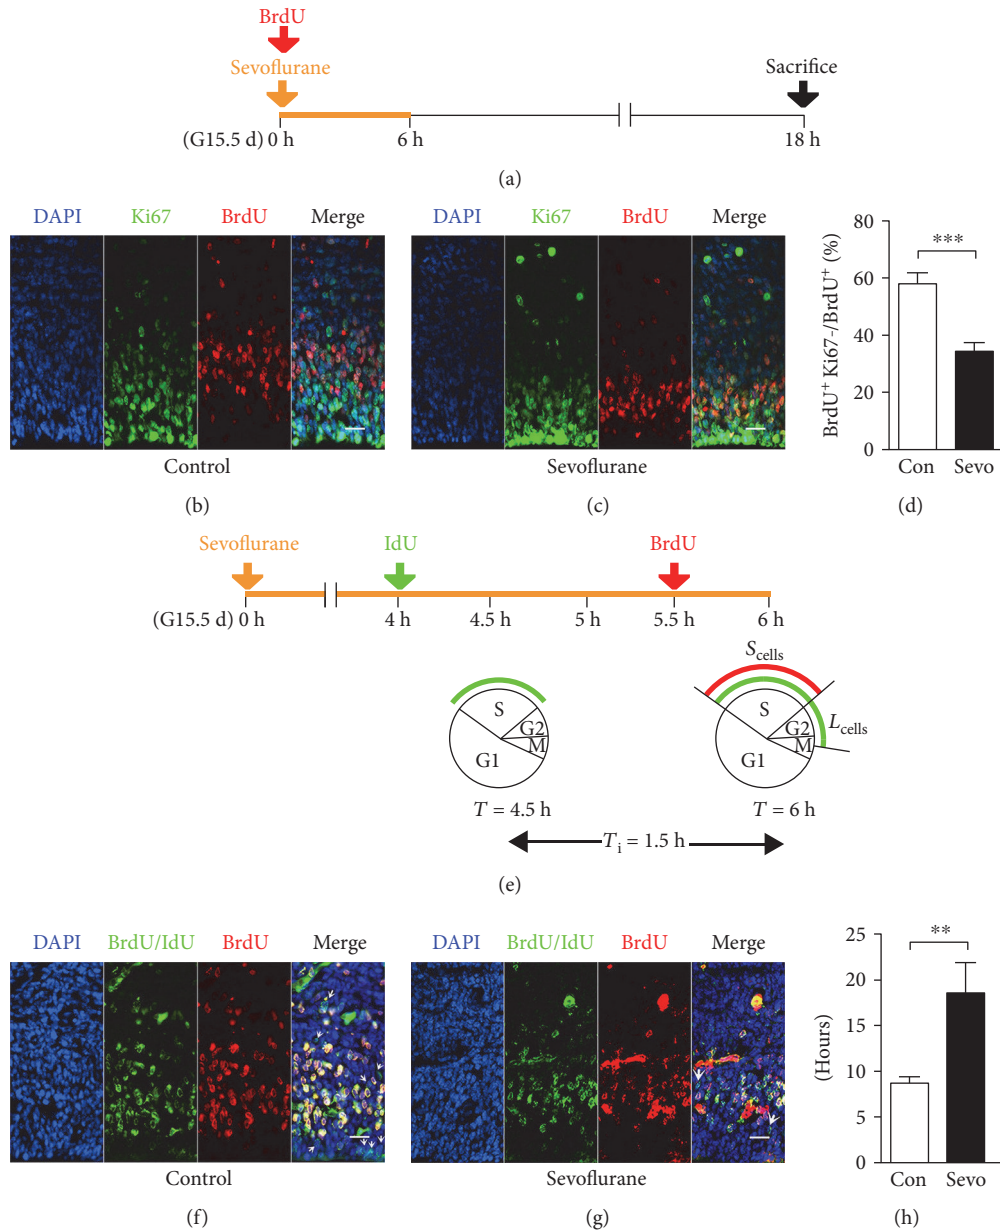 BrdU
Sevoflurane
Sacrifice
(G15.5 d) 0 h 6 h 18 h
(a)
DAPI Ki67 BrdU Merge
Control
(b)
DAPI Ki67 BrdU Merge
Sevoflurane
(c)
BrdU⁺ Ki67-/BrdU⁺ (%)
80
60
40
20
0
***
Con Sevo
(d)
Sevoflurane IdU BrdU
(G15.5 d) 0 h 4 h 4.5 h 5 h 5.5 h 6 h
S
G2
M
G1
T = 4.5 h
S cells
S
G2
M
G1
L cells
T = 6 h
Ti = 1.5 h
(e)
DAPI BrdU/IdU BrdU Merge
Control
(f)
DAPI BrdU/IdU BrdU Merge
Sevoflurane
(g)
(Hours)
25
20
15
10
5
0
**
Con Sevo
(h)